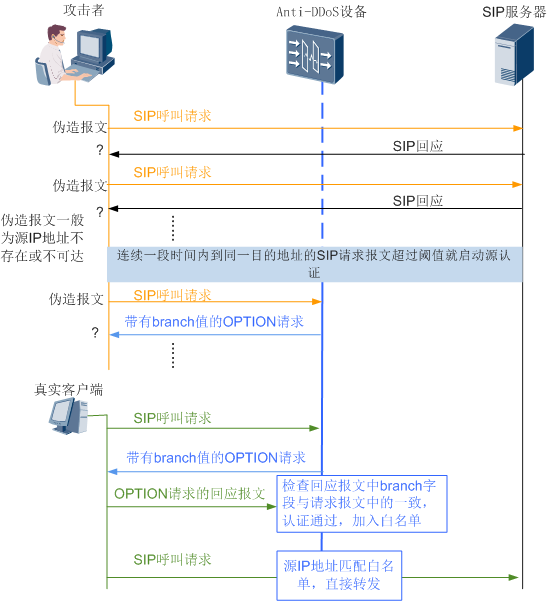 攻击者
Anti-DDoS设备
SIP服务器
SIP呼叫请求
伪造报文
?
SIP回应
SIP呼叫请求
伪造报文
SIP回应
?
伪造报文一般
为源IP地址不
存在或不可达
连续一段时间内到同一目的地址的SIP请求报文超过阈值就启动源认
证
伪造报文
SIP呼叫请求
带有branch值的OPTION请求
?
真实客户端
SIP呼叫请求
带有branch值的OPTION请求
OPTION请求的回应报文
检查回应报文中branch字
段与请求报文中的一致，
认证通过，加入白名单
SIP呼叫请求
源IP地址匹配白名
单，直接转发